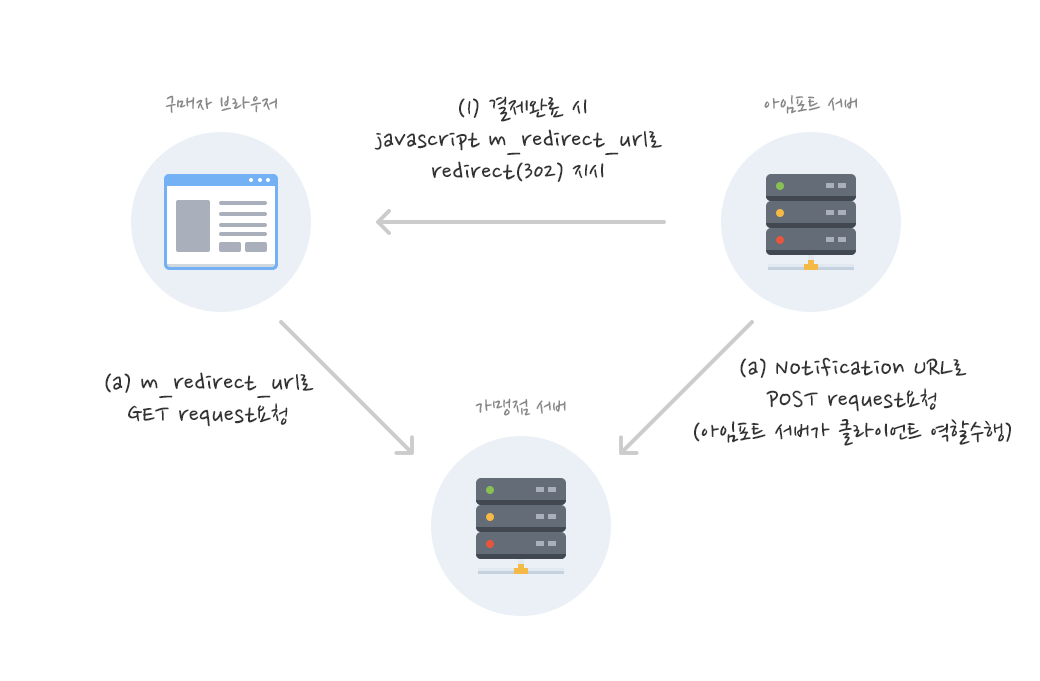 구매자 브라우저
(1) 결제완료 시
javascript m_redirect_url로
redirect(302) 지시
아임포트 서버
(a) m_redirect_url로
GET request요청
(a) Notification URL로
POST request요청
(아임포트 서버가 클라이언트 역할수행)
가맹점 서버